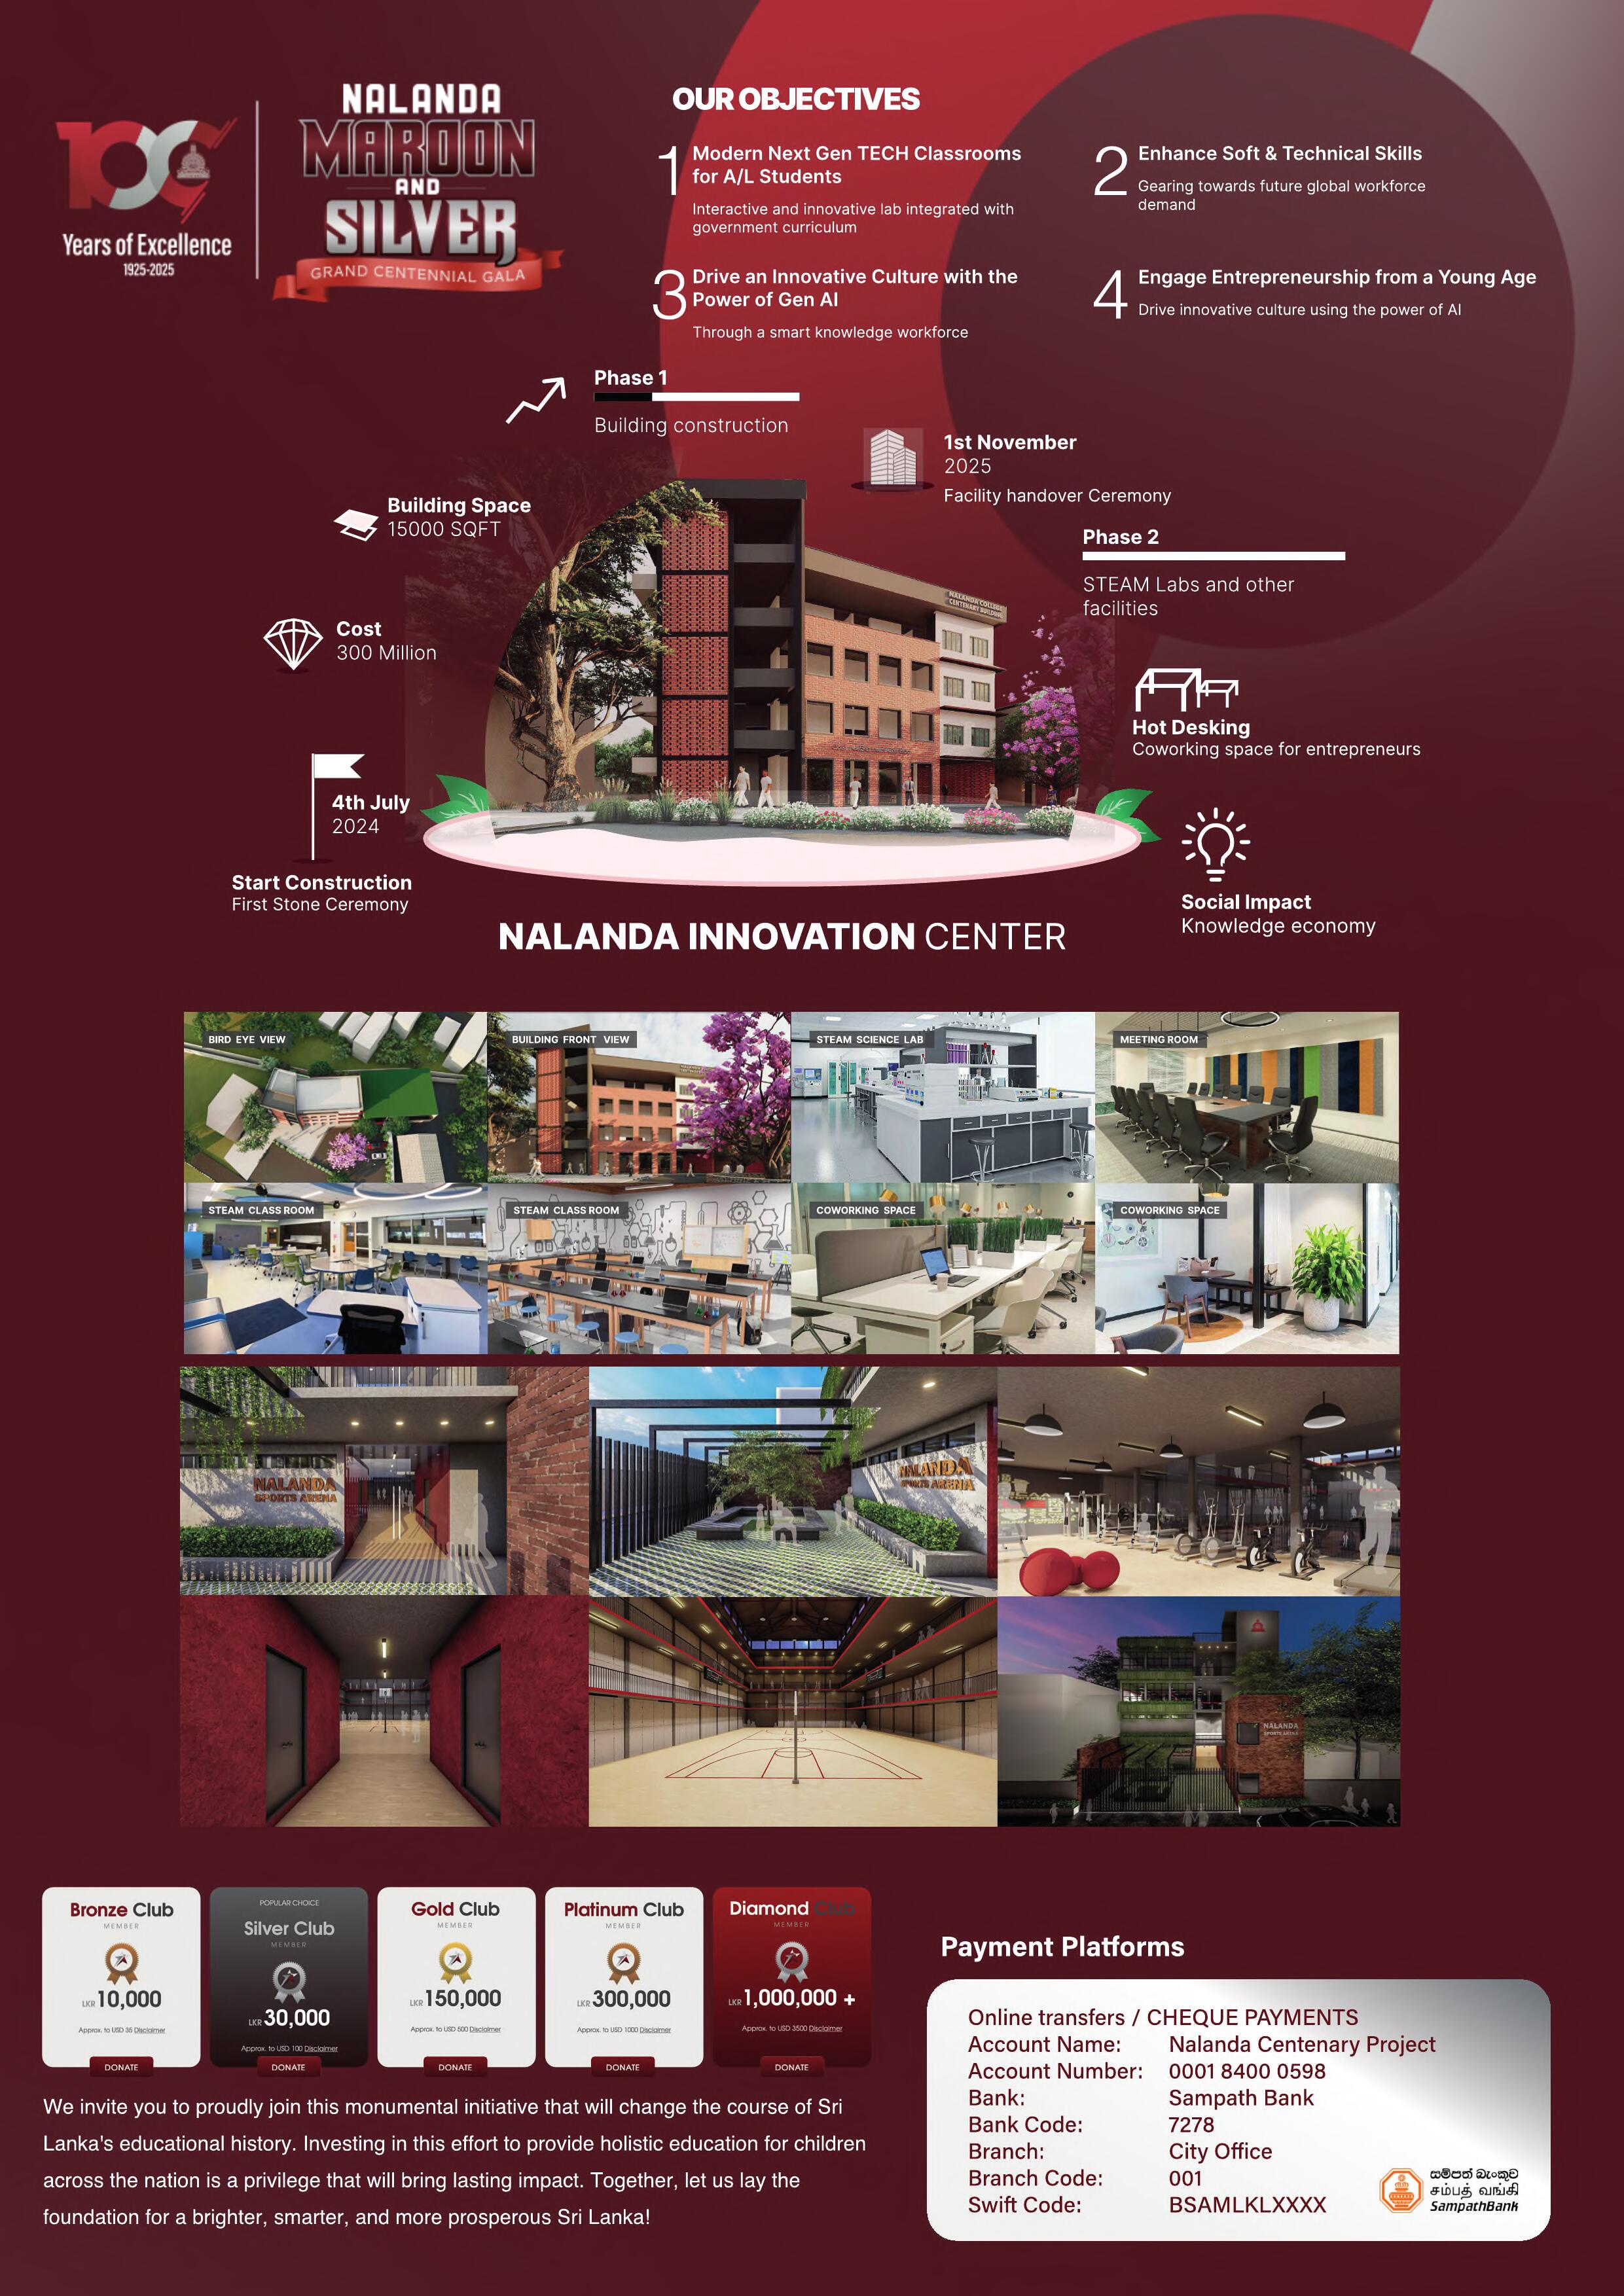 100
Years of Excellence
1925-2025
NALANDA
MAROON
AND
SILVER
GRAND CENTENNIAL GALA
OUR OBJECTIVES
1
Modern Next Gen TECH Classrooms
for A/L Students
Interactive and innovative lab integrated with
government curriculum
2
Enhance Soft & Technical Skills
Gearing towards future global workforce
demand
3
Drive an Innovative Culture with the
Power of Gen AI
Through a smart knowledge workforce
4
Engage Entrepreneurship from a Young Age
Drive innovative culture using the power of AI
Phase 1
Building construction
1st November
2025
Facility handover Ceremony
Building Space
15000 SQFT
Phase 2
STEAM Labs and other
facilities
NALANDA COLLEGE
CENTENARY BUILDING
Cost
300 Million
Hot Desking
Coworking space for entrepreneurs
4th July
2024
Start Construction
First Stone Ceremony
Social Impact
Knowledge economy
NALANDA INNOVATION CENTER
BIRD EYE VIEW
BUILDING FRONT VIEW
STEAM SCIENCE LAB
MEETING ROOM
STEAM CLASS ROOM
STEAM CLASS ROOM
COWORKING SPACE
COWORKING SPACE
NALANDA
SPORTS ARENA
NALANDA
SPORTS ARENA
NALANDA
SPORTS ARENA
Bronze Club
MEMBER
LKR 10,000
Approx. to USD 35 Disclaimer
DONATE
POPULAR CHOICE
Silver Club
MEMBER
LKR 30,000
Approx. to USD 100 Disclaimer
DONATE
Gold Club
MEMBER
LKR 150,000
Approx. to USD 500 Disclaimer
DONATE
Platinum Club
MEMBER
LKR 300,000
Approx. to USD 1000 Disclaimer
DONATE
Diamond Club
MEMBER
LKR 1,000,000 +
Approx. to USD 3500 Disclaimer
DONATE
We invite you to proudly join this monumental initiative that will change the course of Sri
Lanka's educational history. Investing in this effort to provide holistic education for children
across the nation is a privilege that will bring lasting impact. Together, let us lay the
foundation for a brighter, smarter, and more prosperous Sri Lanka!
Payment Platforms
Online transfers / CHEQUE PAYMENTS
Account Name: Nalanda Centenary Project
Account Number: 0001 8400 0598
Bank: Sampath Bank
Bank Code: 7278
Branch: City Office
Branch Code: 001
Swift Code: BSAMLKLXXXX
සම්පත් බැංකුව
சம்பத் வங்கி
SampathBank